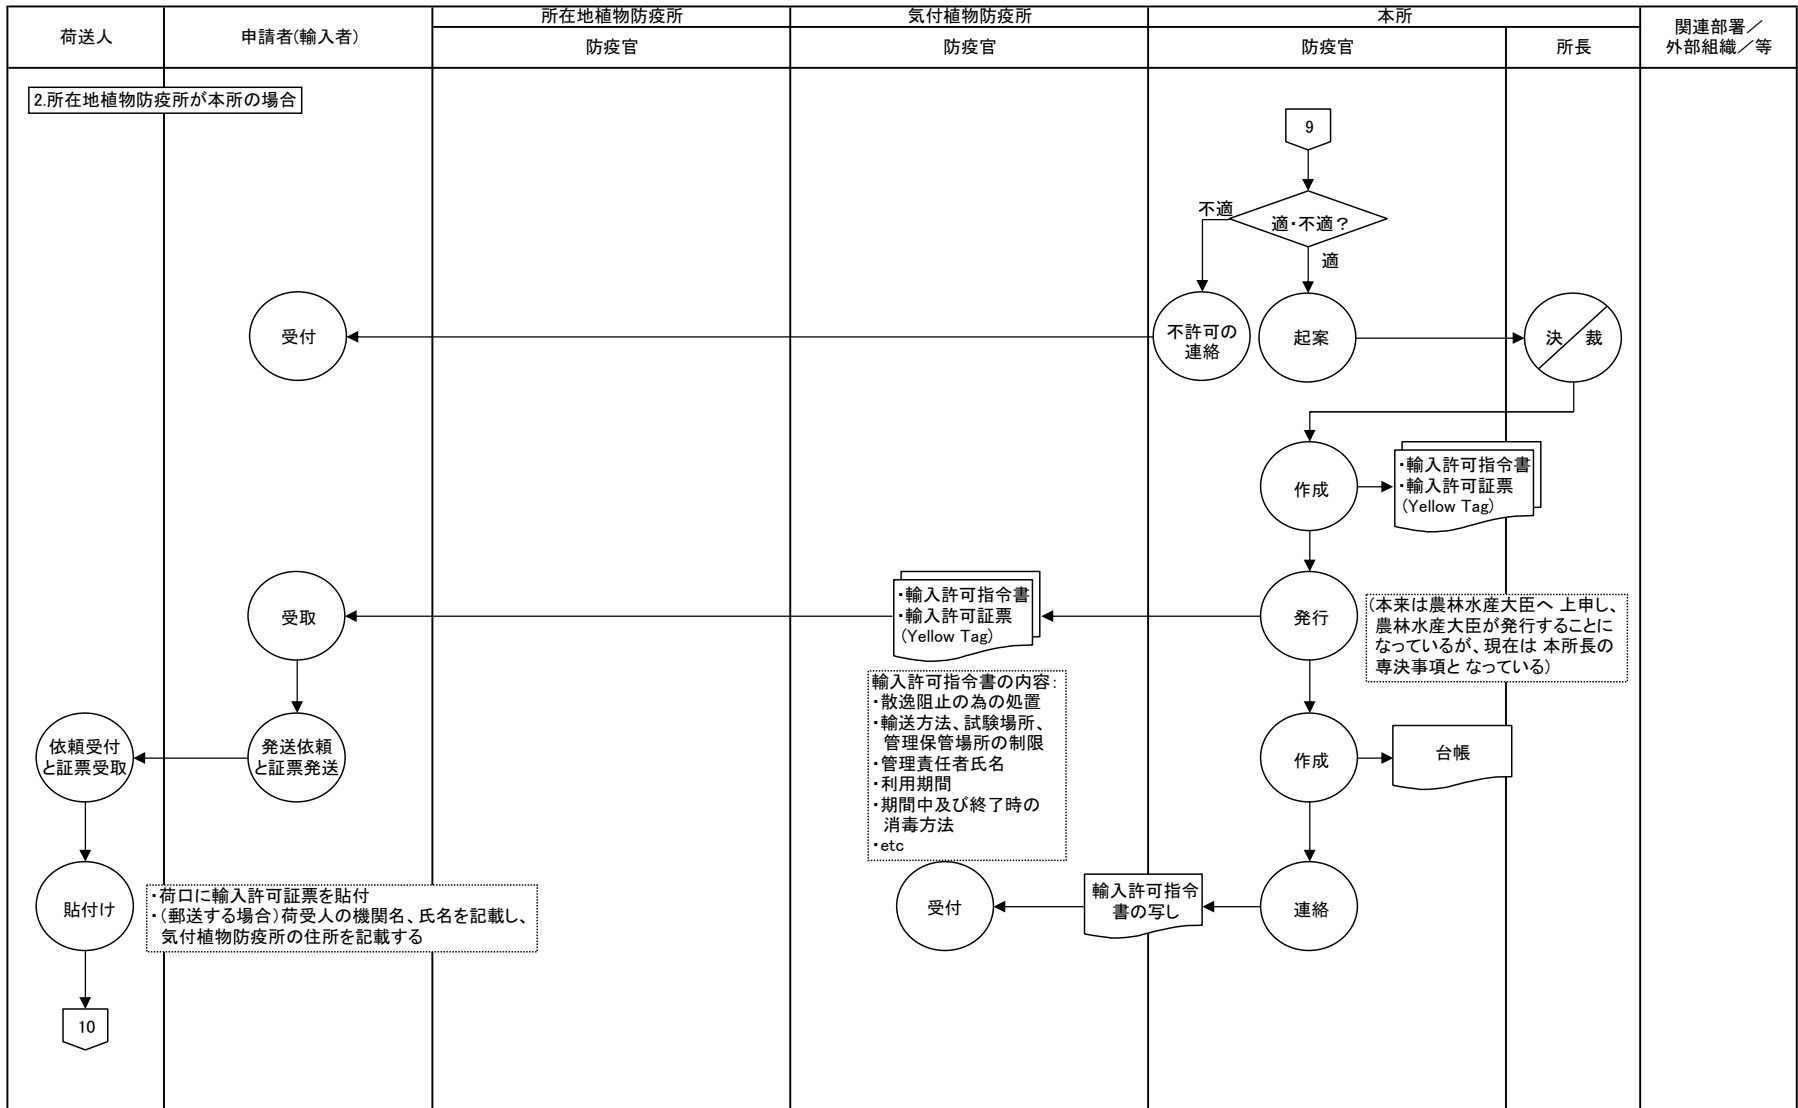 荷送人
申請者(輸入者)
所在地植物防疫所
防疫官
気付植物防疫所
防疫官
本所
防疫官
所長
関連部署／
外部組織／等
2.所在地植物防疫所が本所の場合
9
適・不適？
不適
適
受付
不許可の
連絡
起案
決 裁
作成
・輸入許可指令書
・輸入許可証票
(Yellow Tag)
受取
・輸入許可指令書
・輸入許可証票
(Yellow Tag)
発行
(本来は農林水産大臣へ 上申し、
農林水産大臣が発行することに
なっているが、現在は 本所長の
専決事項と なっている)
輸入許可指令書の内容：
・散逸阻止の為の処置
・輸送方法、試験場所、
管理保管場所の制限
・管理責任者氏名
・利用期間
・期間中及び終了時の
消毒方法
・etc
依頼受付
と証票受取
発送依頼
と証票発送
作成
台帳
貼付け
・荷口に輸入許可証票を貼付
・(郵送する場合)荷受人の機関名、氏名を記載し、
気付植物防疫所の住所を記載する
受付
輸入許可指令
書の写し
連絡
10